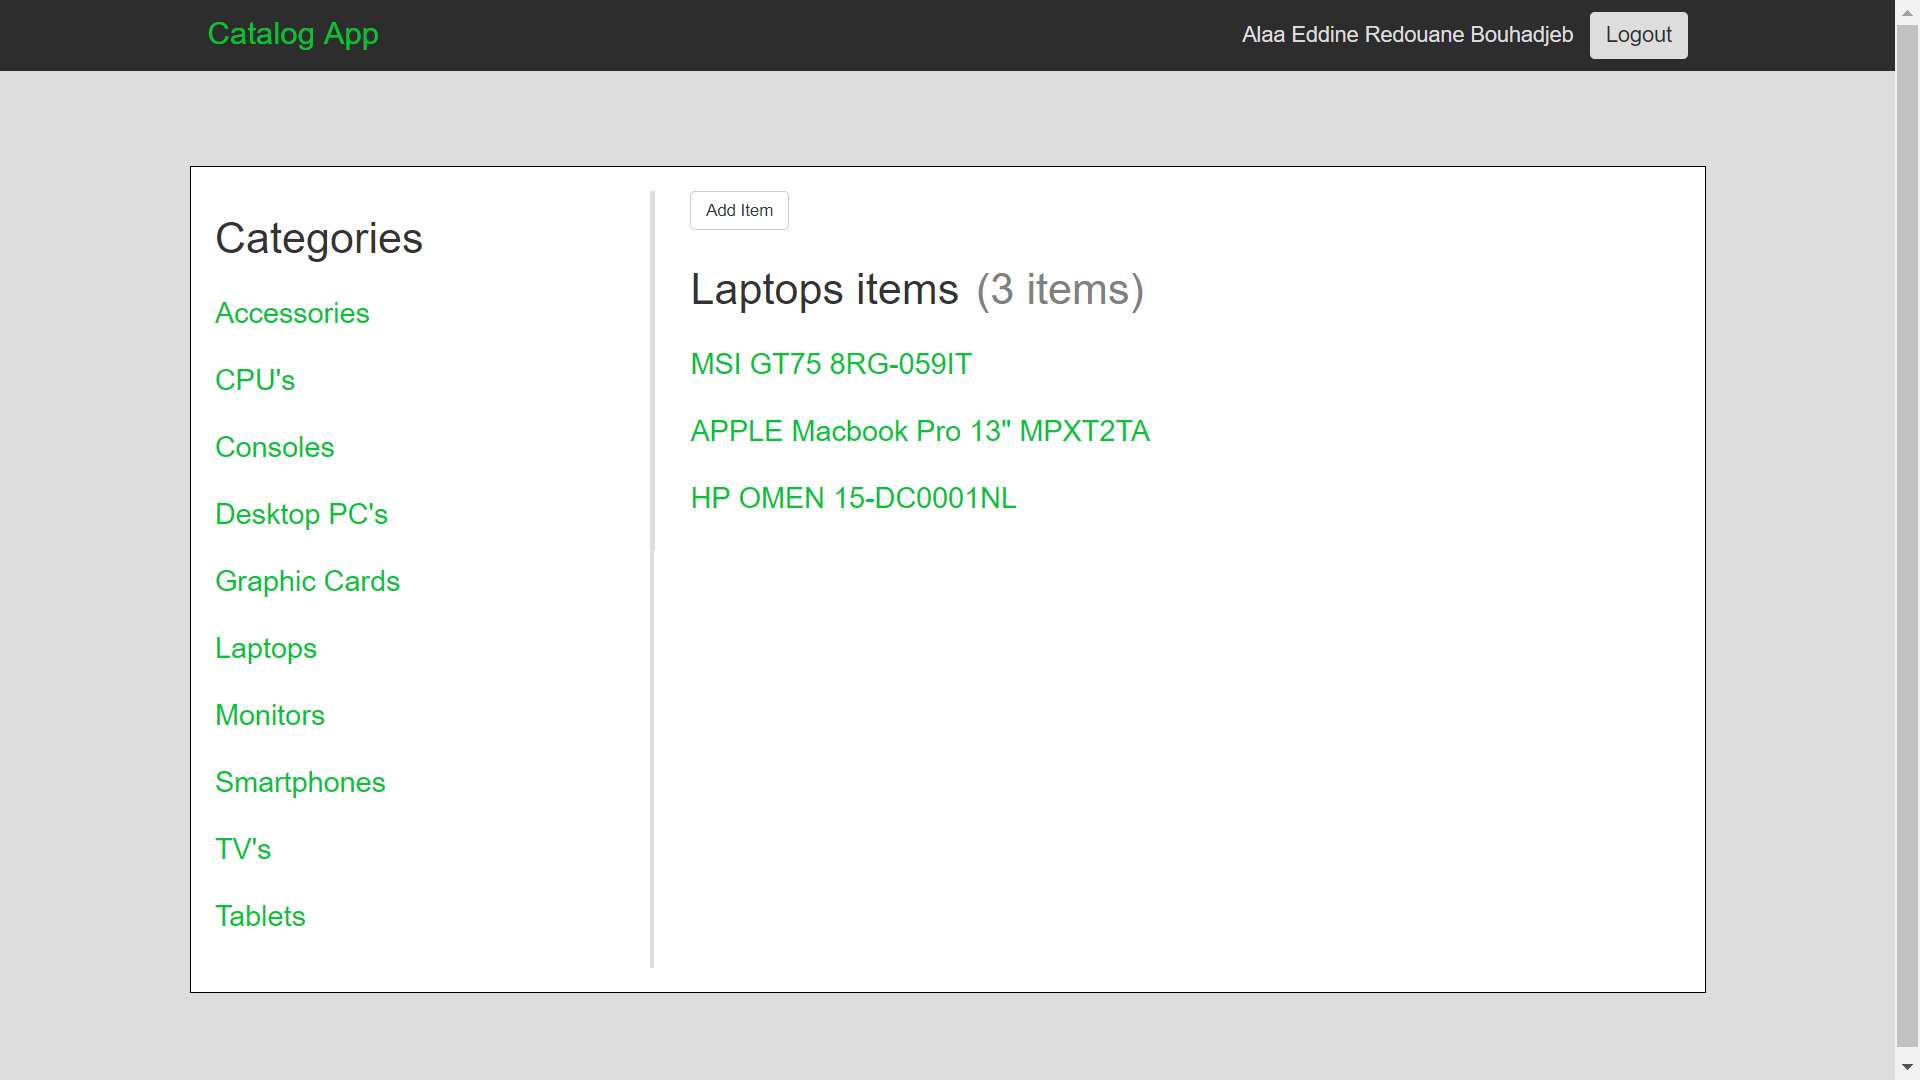 Catalog App
Alaa Eddine Redouane Bouhadjeb
Logout
Categories
Accessories
CPU's
Consoles
Desktop PC's
Graphic Cards
Laptops
Monitors
Smartphones
TV's
Tablets
Add Item
Laptops items (3 items)
MSI GT75 8RG-059IT
APPLE Macbook Pro 13" MPXT2TA
HP OMEN 15-DC0001NL